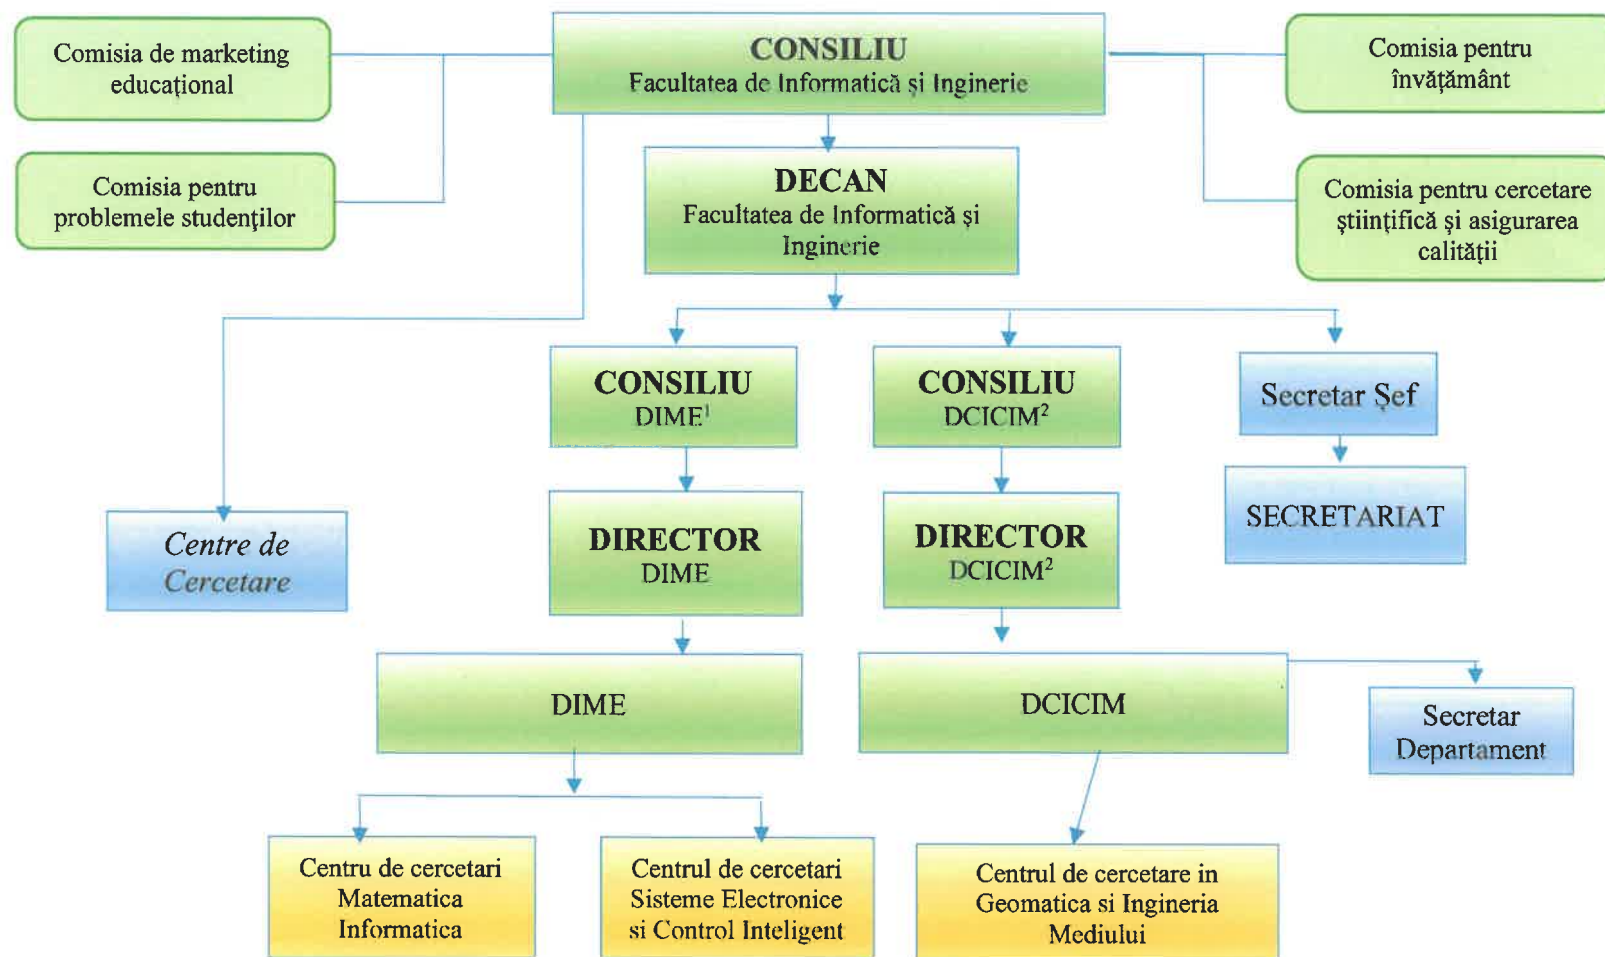 Comisia de marketing
educațional
CONSILIU
Facultatea de Informatică și Inginerie
Comisia pentru
învățământ
Comisia pentru
problemele studenților
DECAN
Facultatea de Informatică și
Inginerie
Comisia pentru cercetare
științifică și asigurarea
calității
CONSILIU
DIME¹
CONSILIU
DCICIM²
Secretar Șef
Centre de
Cercetare
DIRECTOR
DIME
DIRECTOR
DCICIM²
SECRETARIAT
DIME
DCICIM
Secretar
Departament
Centru de cercetari
Matematica
Informatica
Centrul de cercetari
Sisteme Electronice
si Control Inteligent
Centrul de cercetare in
Geomatica si Ingineria
Mediului